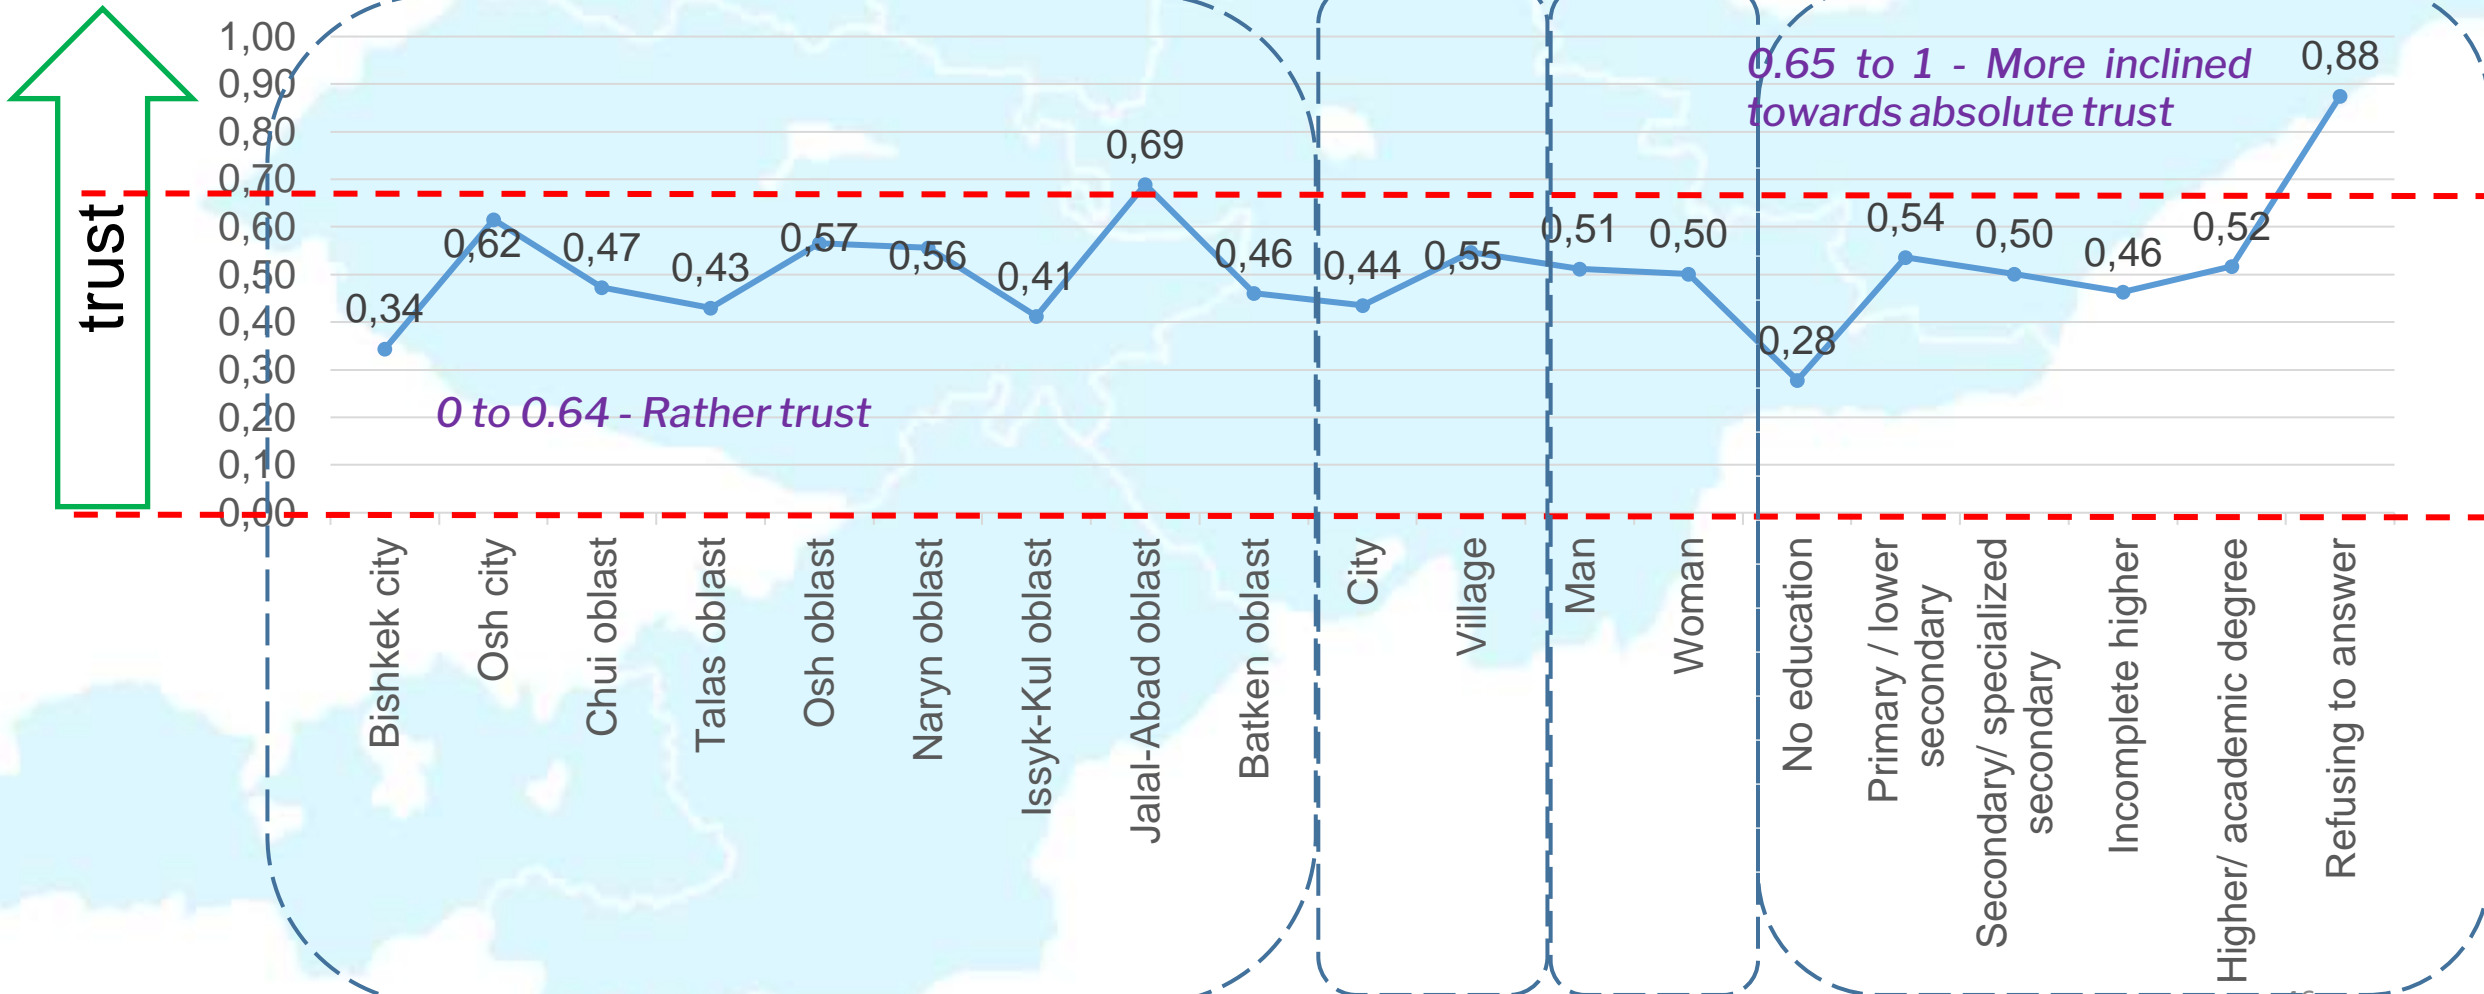 trust
1,00
0,90
0,80
0,70
0,60
0,50
0,40
0,30
0,20
0,10
0,00
0.65 to 1 - More inclined
towards absolute trust
0 to 0.64 - Rather trust
0,34
0,62
0,47
0,43
0,57
0,56
0,41
0,69
0,46
0,44
0,55
0,51
0,50
0,28
0,54
0,50
0,46
0,52
0,88
Bishkek city
Osh city
Chui oblast
Talas oblast
Osh oblast
Naryn oblast
Issyk-Kul oblast
Jalal-Abad oblast
Batken oblast
City
Village
Man
Woman
No education
Primary / lower
secondary
Secondary/ specialized
secondary
Incomplete higher
Higher/ academic degree
Refusing to answer